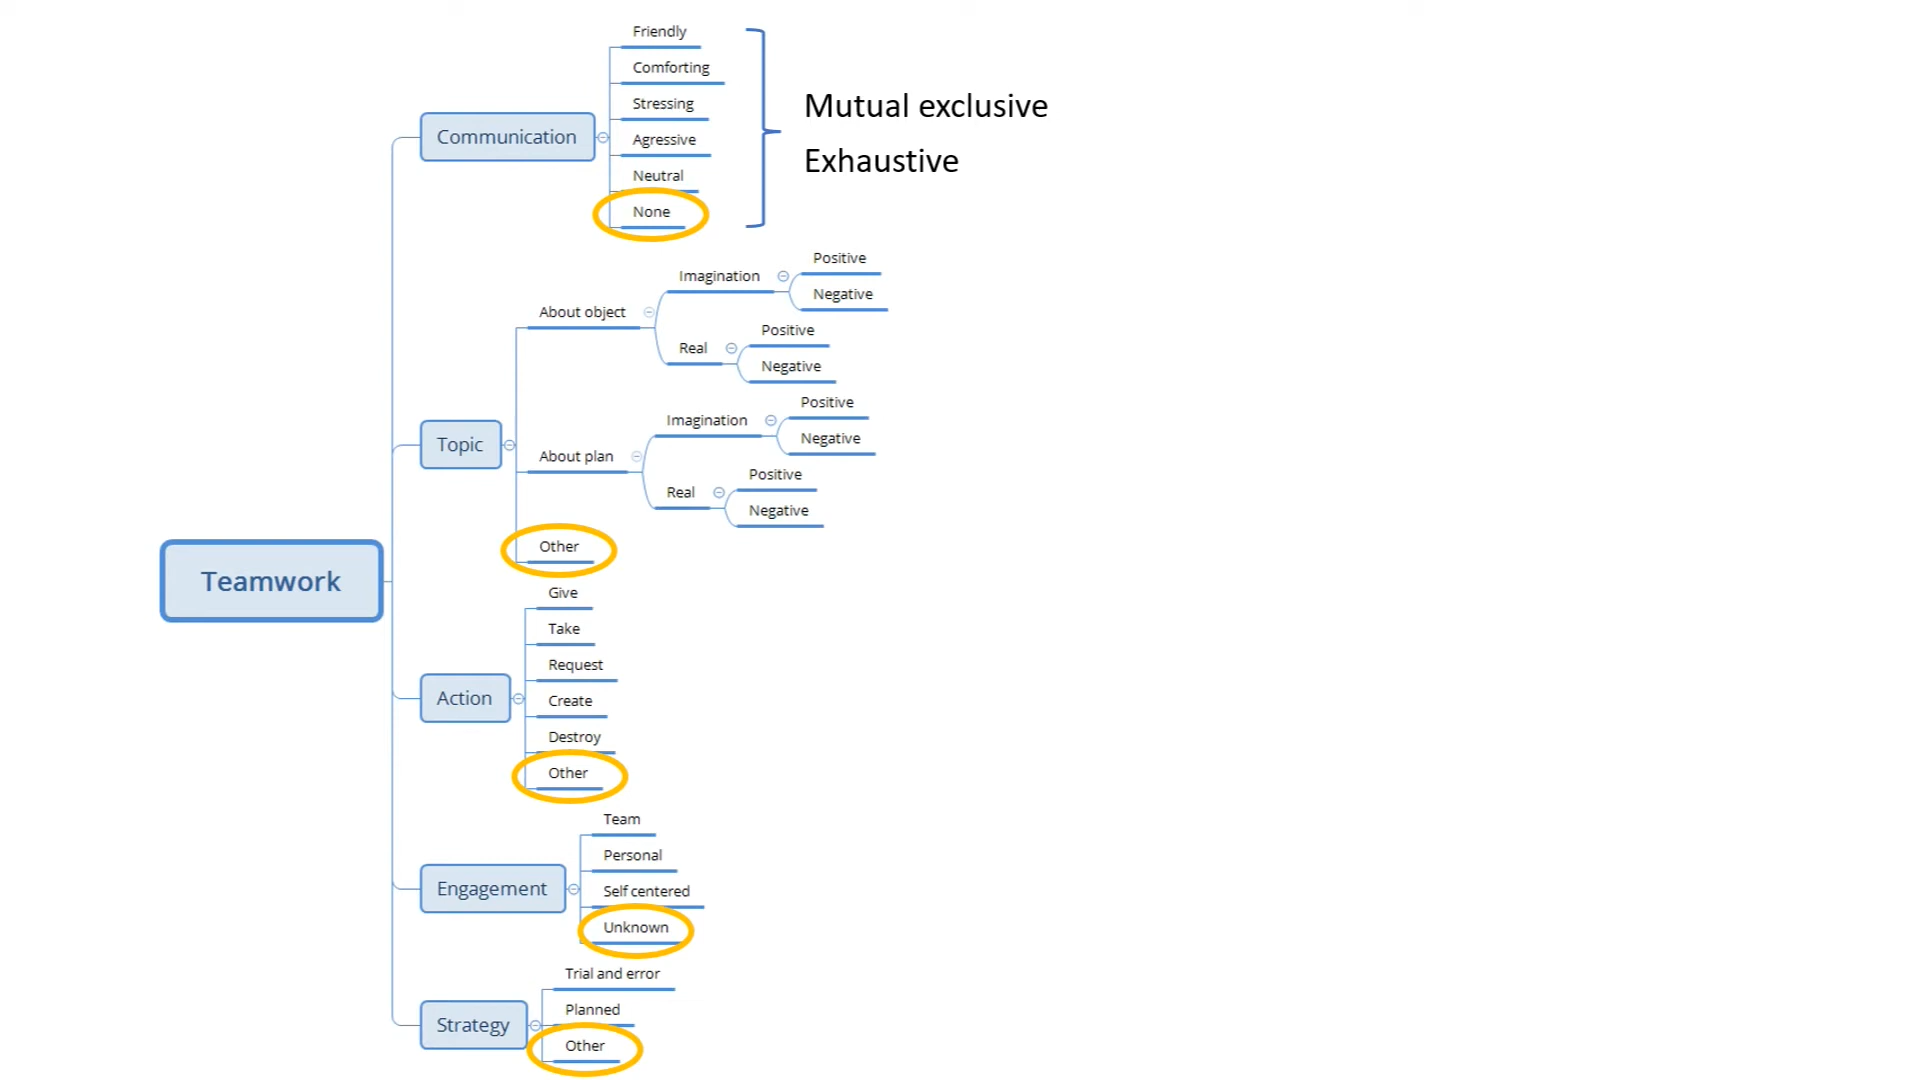 Teamwork
Communication
Friendly
Comforting
Stressing
Agressive
Neutral
None
Mutual exclusive
Exhaustive
Topic
About object
Imagination
Positive
Negative
Real
Positive
Negative
About plan
Imagination
Positive
Negative
Real
Positive
Negative
Other
Action
Give
Take
Request
Create
Destroy
Other
Engagement
Team
Personal
Self centered
Unknown
Strategy
Trial and error
Planned
Other